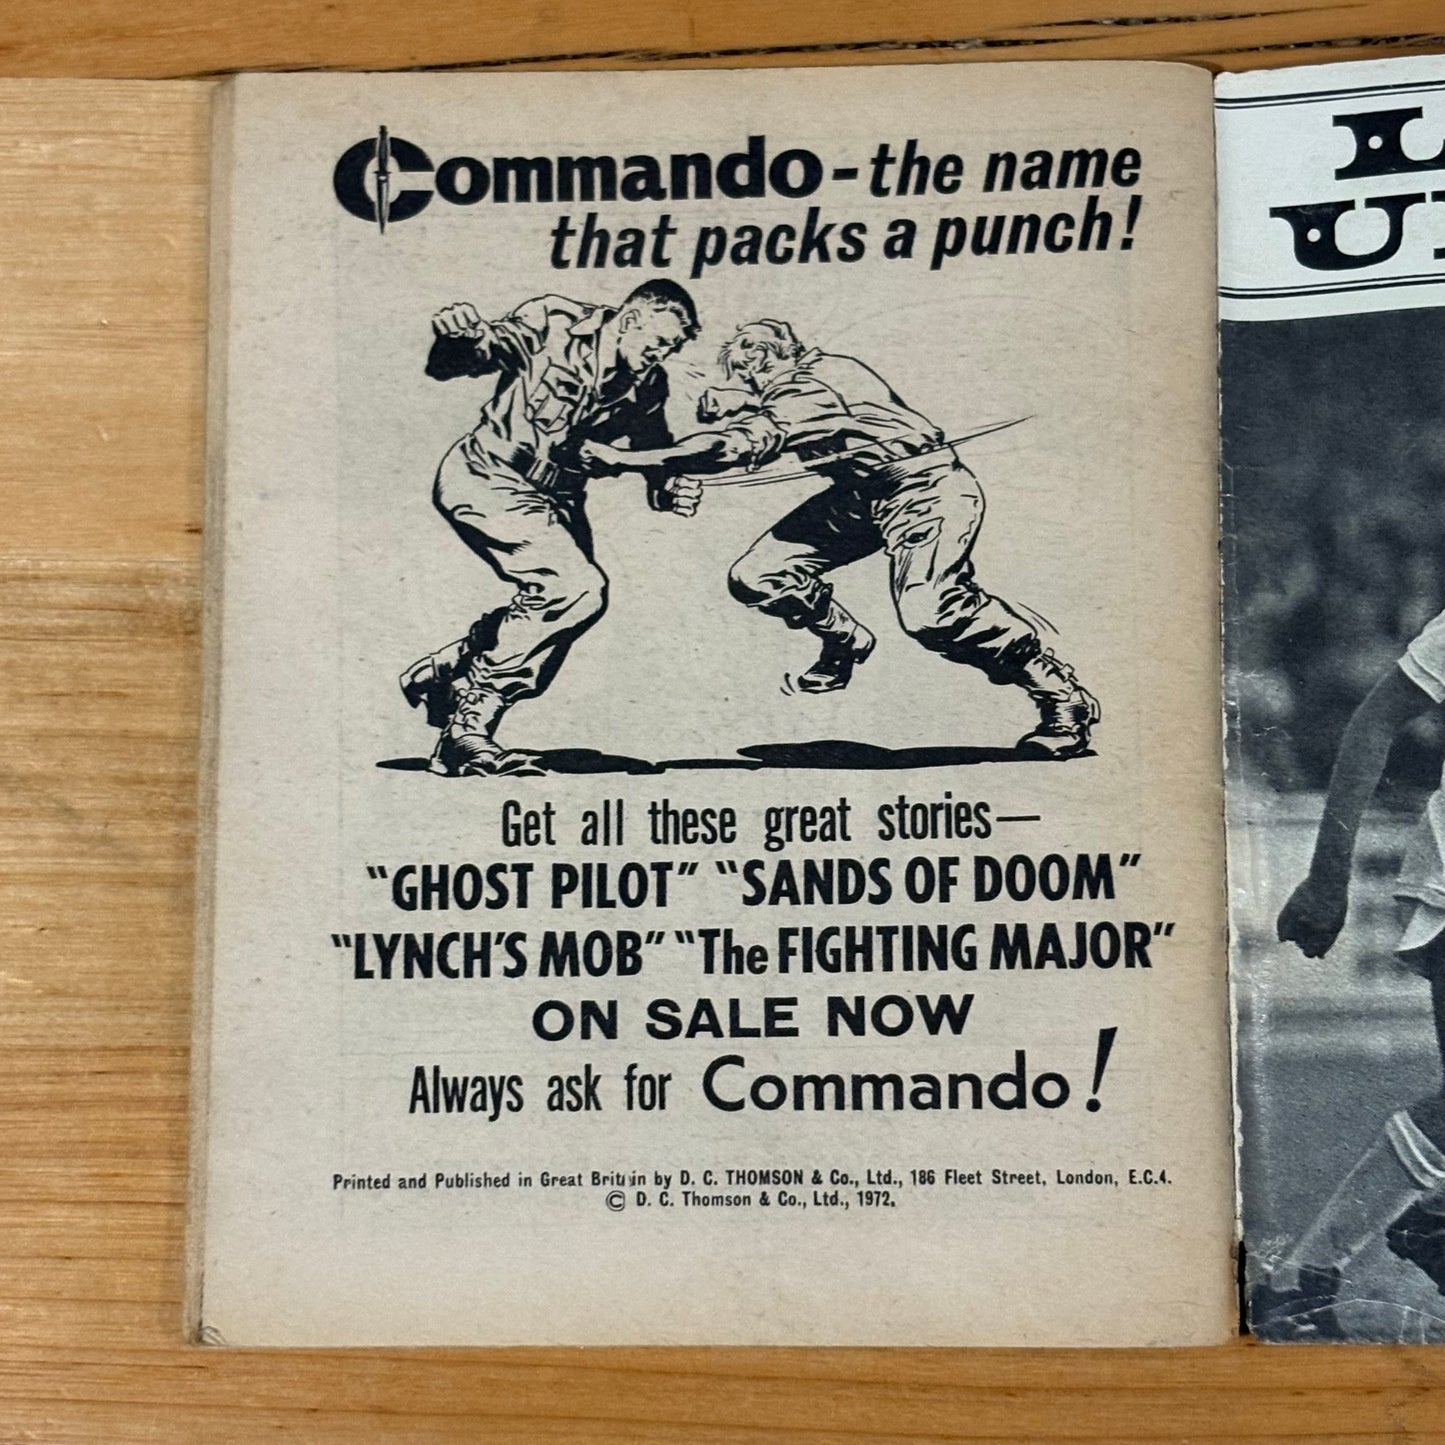 Commando - the name
that packs a punch!
Get all these great stories—
"GHOST PILOT" "SANDS OF DOOM"
"LYNCH'S MOB" "The FIGHTING MAJOR"
ON SALE NOW
Always ask for Commando!
Printed and Published in Great Britain by D. C. THOMSON & Co., Ltd., 186 Fleet Street, London, E.C.4.
© D. C. Thomson & Co., Ltd., 1972.